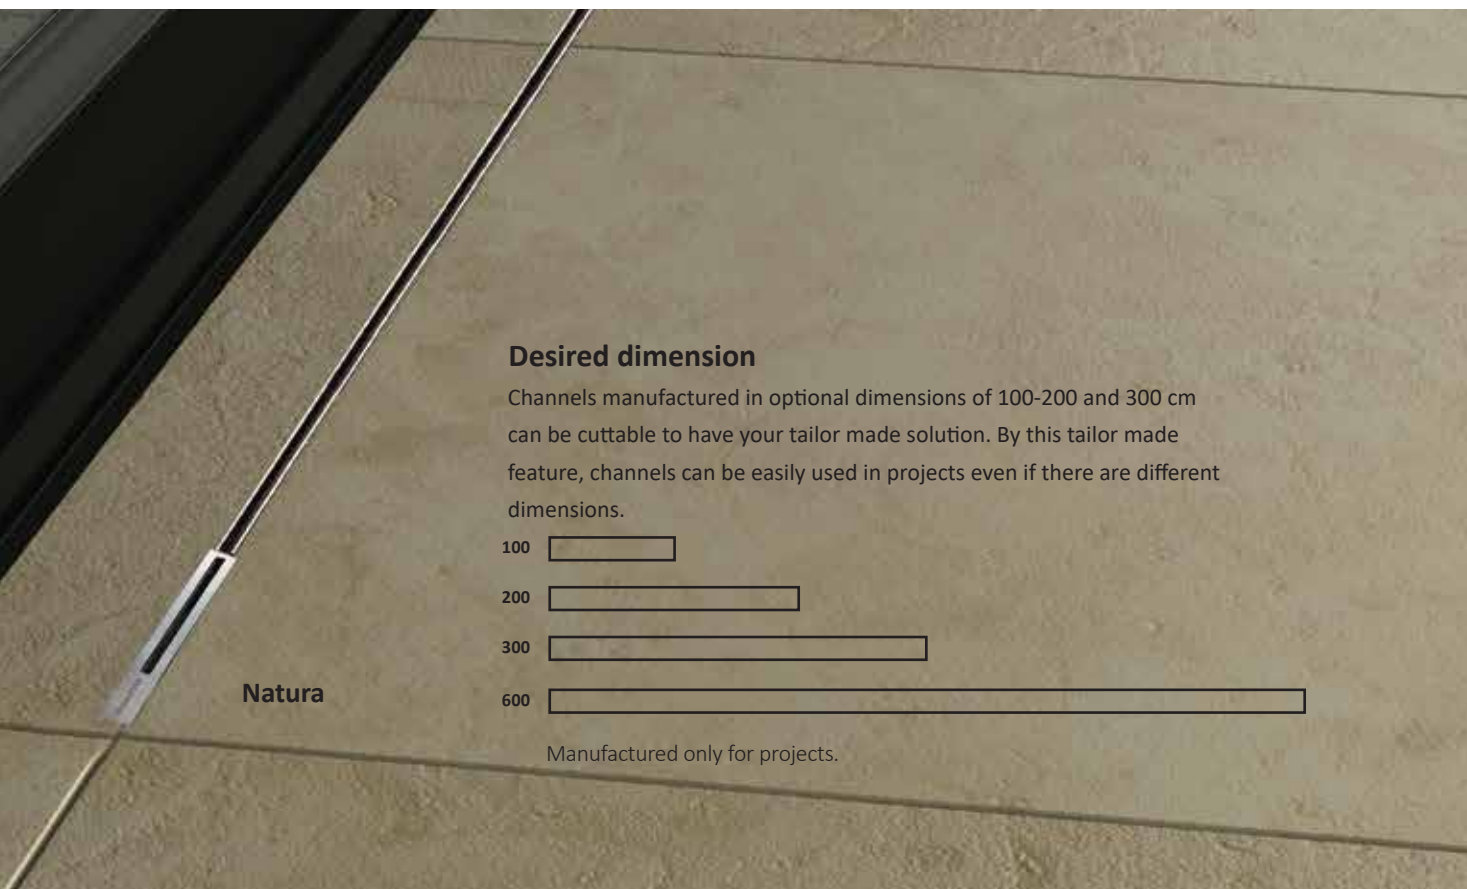 Desired dimension
Channels manufactured in optional dimensions of 100-200 and 300 cm
can be cuttable to have your tailor made solution. By this tailor made
feature, channels can be easily used in projects even if there are different
dimensions.
100
200
300
Natura
600
Manufactured only for projects.